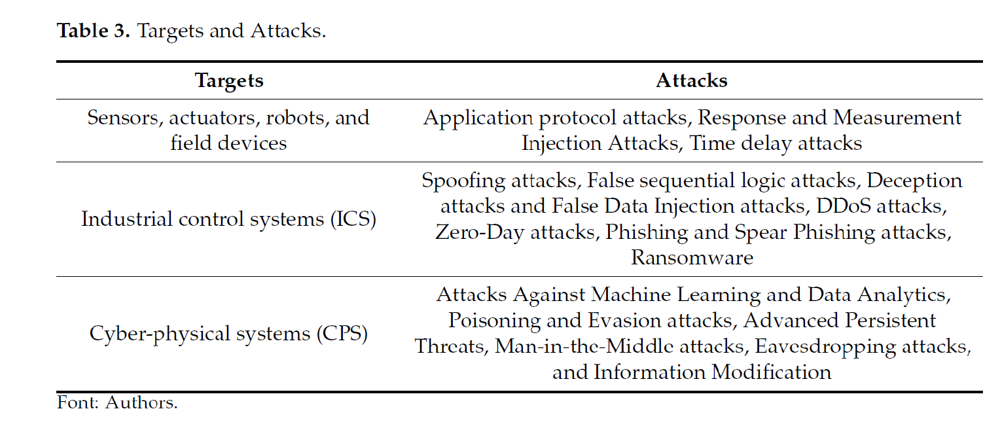 Table 3. Targets and Attacks.
Targets
Attacks
Sensors, actuators, robots, and
field devices
Application protocol attacks, Response and Measurement
Injection Attacks, Time delay attacks
Industrial control systems (ICS)
Spoofing attacks, False sequential logic attacks, Deception
attacks and False Data Injection attacks, DDoS attacks,
Zero-Day attacks, Phishing and Spear Phishing attacks,
Ransomware
Cyber-physical systems (CPS)
Attacks Against Machine Learning and Data Analytics,
Poisoning and Evasion attacks, Advanced Persistent
Threats, Man-in-the-Middle attacks, Eavesdropping attacks,
and Information Modification
Font: Authors.